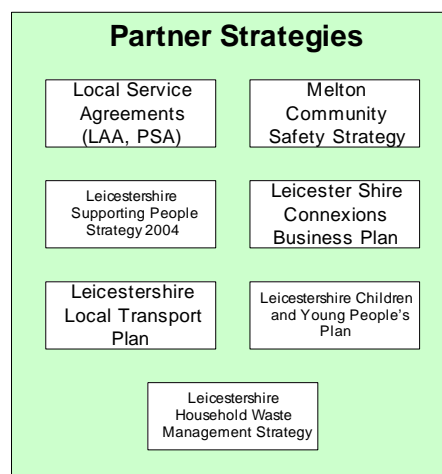 Partner Strategies
Local Service
Agreements
(LAA, PSA)
Melton
Community
Safety Strategy
Leicestershire
Supporting People
Strategy 2004
Leicester Shire
Connexions
Business Plan
Leicestershire
Local Transport
Plan
Leicestershire Children
and Young People's
Plan
Leicestershire
Household Waste
Management Strategy